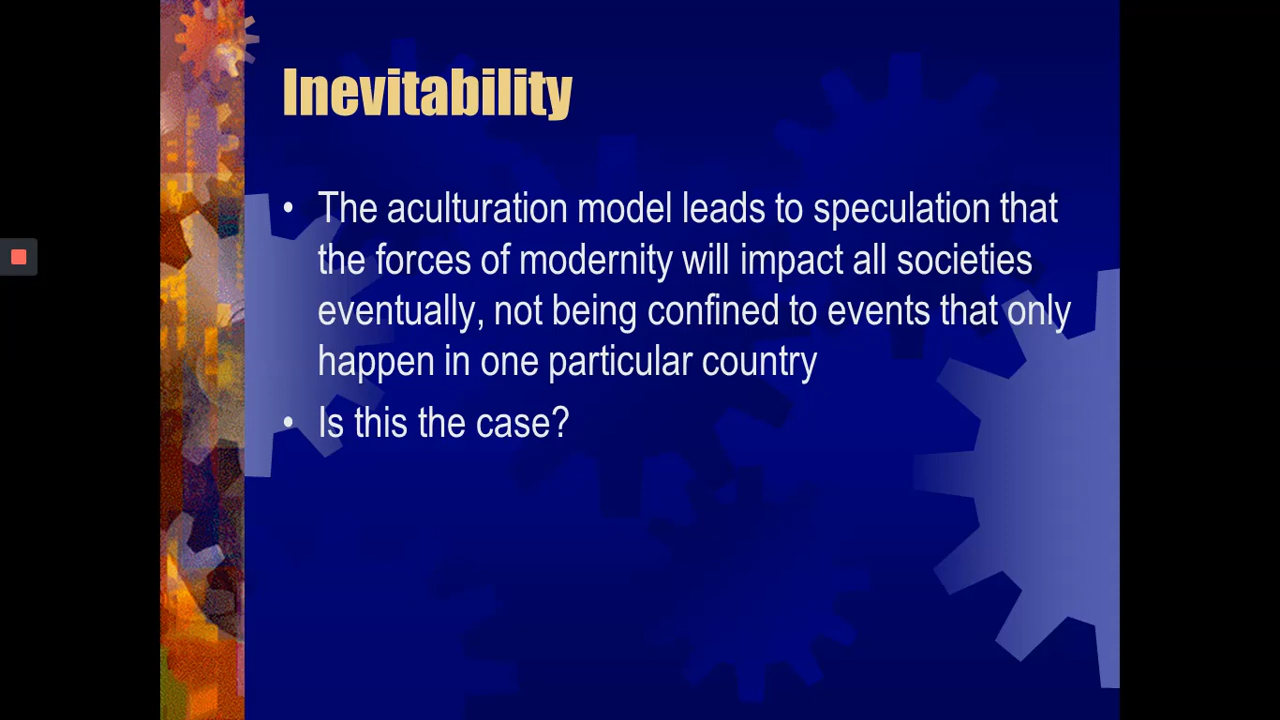 Inevitability
• The aculturation model leads to speculation that
the forces of modernity will impact all societies
eventually, not being confined to events that only
happen in one particular country
• Is this the case?